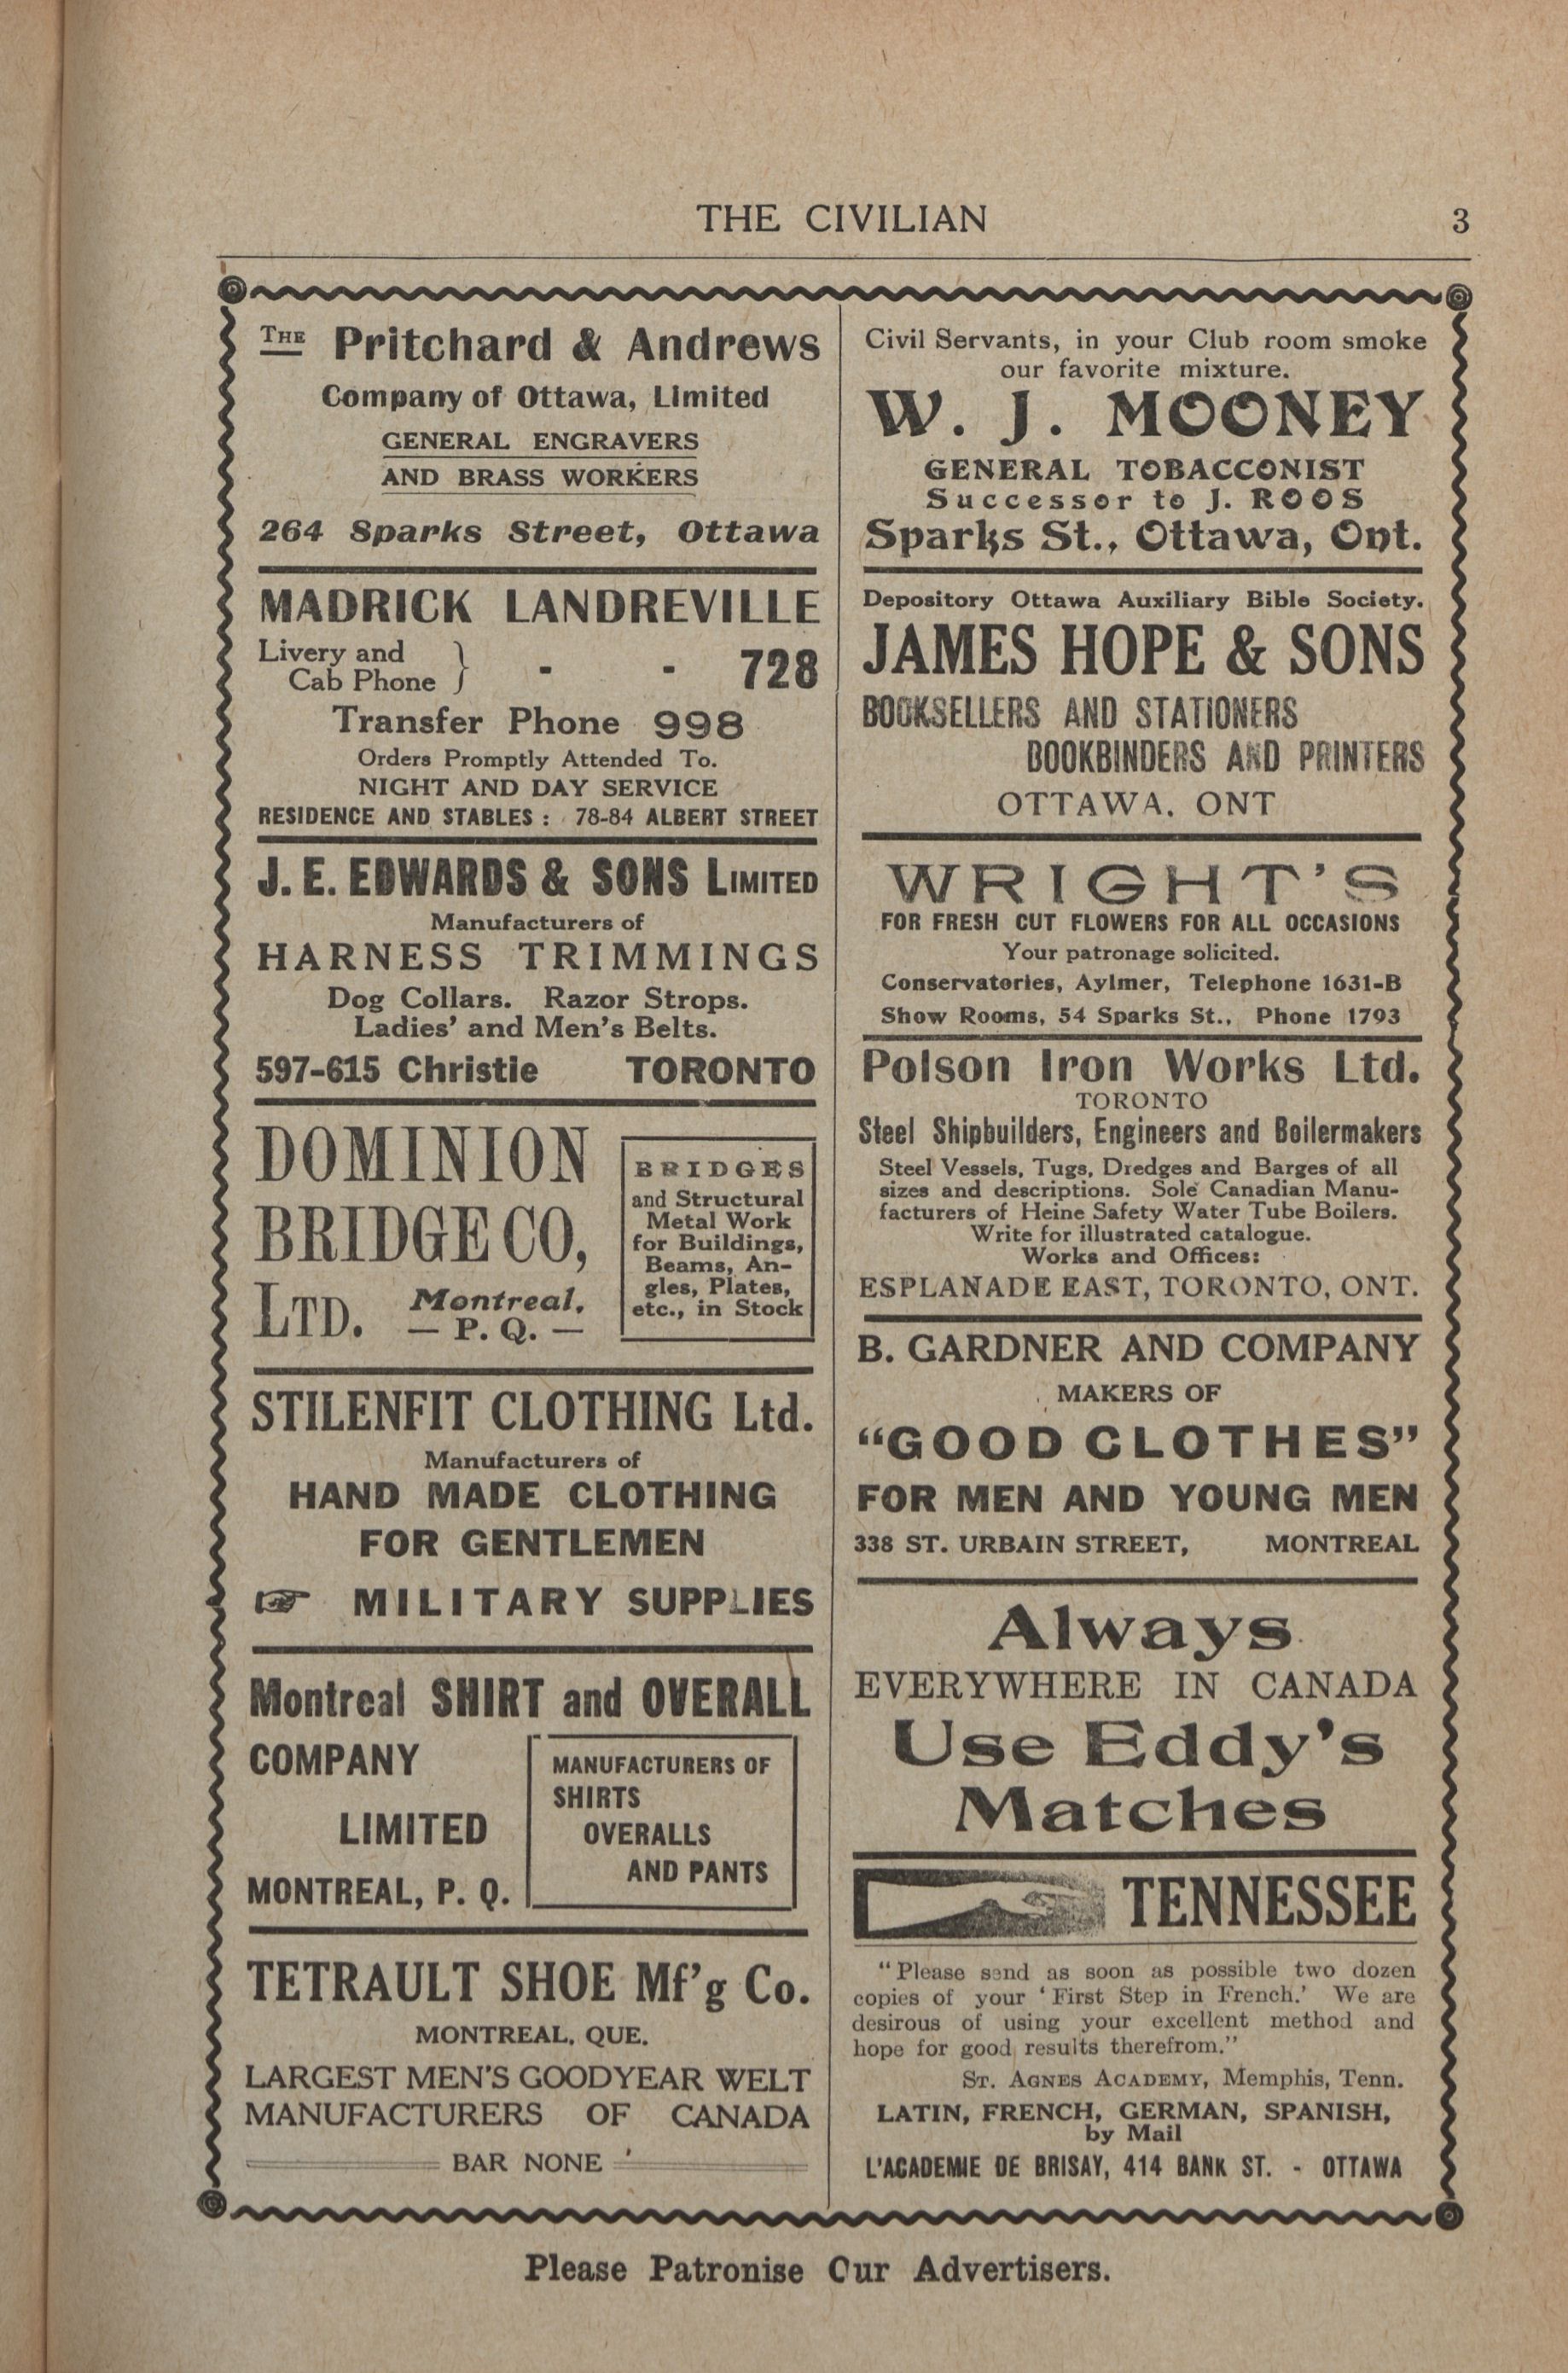 THE CIVILIAN
3
THE Pritchard & Andrews
Company of Ottawa, Limited
GENERAL ENGRAVERS
AND BRASS WORKERS
264 Sparks Street, Ottawa
MADRICK LANDREVILLE
Livery and
Cab Phone } - - 728
Transfer Phone 998
Orders Promptly Attended To.
NIGHT AND DAY SERVICE
RESIDENCE AND STABLES : 78-84 ALBERT STREET
J. E. EDWARDS & SONS LIMITED
Manufacturers of
HARNESS TRIMMINGS
Dog Collars. Razor Strops.
Ladies' and Men's Belts.
597-615 Christie TORONTO
DOMINION
BRIDGE CO,
LTD. Montreal,
— P. Q. —
BRIDGES
and Structural
Metal Work
for Buildings,
Beams, An-
gles, Plates,
etc., in Stock
STILENFIT CLOTHING Ltd.
Manufacturers of
HAND MADE CLOTHING
FOR GENTLEMEN
☞ MILITARY SUPPLIES
Montreal SHIRT and OVERALL
COMPANY
LIMITED
MONTREAL, P. Q.
MANUFACTURERS OF
SHIRTS
OVERALLS
AND PANTS
TETRAULT SHOE Mf'g Co.
MONTREAL, QUE.
LARGEST MEN'S GOODYEAR WELT
MANUFACTURERS OF CANADA
BAR NONE
Civil Servants, in your Club room smoke
our favorite mixture.
W. J. MOONEY
GENERAL TOBACCONIST
Successor to J. ROOS
Sparks St., Ottawa, Ont.
Depository Ottawa Auxiliary Bible Society.
JAMES HOPE & SONS
BOOKSELLERS AND STATIONERS
BOOKBINDERS AND PRINTERS
OTTAWA, ONT
WRIGHT'S
FOR FRESH CUT FLOWERS FOR ALL OCCASIONS
Your patronage solicited.
Conservatories, Aylmer, Telephone 1631-B
Show Rooms, 54 Sparks St., Phone 1793
Polson Iron Works Ltd.
TORONTO
Steel Shipbuilders, Engineers and Boilermakers
Steel Vessels, Tugs, Dredges and Barges of all
sizes and descriptions. Sole Canadian Manu-
facturers of Heine Safety Water Tube Boilers.
Write for illustrated catalogue.
Works and Offices:
ESPLANADE EAST, TORONTO, ONT.
B. GARDNER AND COMPANY
MAKERS OF
"GOOD CLOTHES"
FOR MEN AND YOUNG MEN
338 ST. URBAIN STREET, MONTREAL
Always
EVERYWHERE IN CANADA
Use Eddy's
Matches
TENNESSEE
"Please send as soon as possible two dozen
copies of your 'First Step in French.' We are
desirous of using your excellent method and
hope for good results therefrom."
ST. AGNES ACADEMY, Memphis, Tenn.
LATIN, FRENCH, GERMAN, SPANISH,
by Mail
L'ACADEMIE DE BRISAY, 414 BANK ST. - OTTAWA
Please Patronise Our Advertisers.